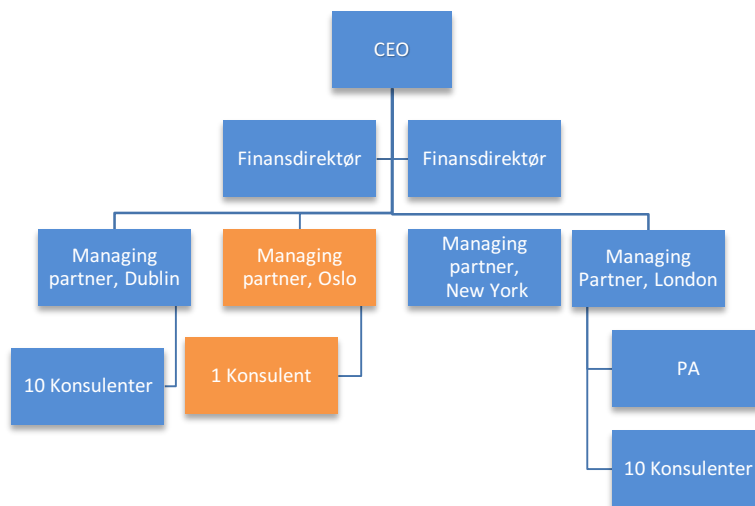 CEO
Finansdirektør
Finansdirektør
Managing
partner, Dublin
Managing
partner, Oslo
Managing
partner,
New York
Managing
Partner, London
10 Konsulenter
1 Konsulent
PA
10 Konsulenter